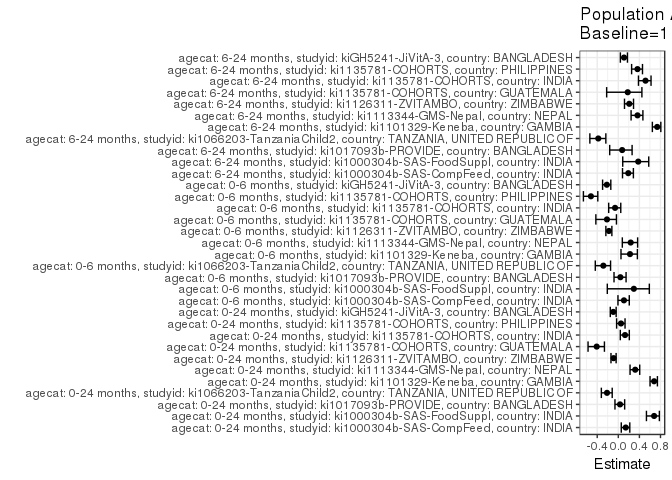 Population A
Baseline=1
agecat: 6-24 months, studyid: kiGH5241-JiVitA-3, country: BANGLADESH
agecat: 6-24 months, studyid: ki1135781-COHORTS, country: PHILIPPINES
agecat: 6-24 months, studyid: ki1135781-COHORTS, country: INDIA
agecat: 6-24 months, studyid: ki1135781-COHORTS, country: GUATEMALA
agecat: 6-24 months, studyid: ki1126311-ZVITAMBO, country: ZIMBABWE
agecat: 6-24 months, studyid: ki1113344-GMS-Nepal, country: NEPAL
agecat: 6-24 months, studyid: ki1101329-Keneba, country: GAMBIA
agecat: 6-24 months, studyid: ki1066203-TanzaniaChild2, country: TANZANIA, UNITED REPUBLIC OF
agecat: 6-24 months, studyid: ki1017093b-PROVIDE, country: BANGLADESH
agecat: 6-24 months, studyid: ki1000304b-SAS-FoodSuppl, country: INDIA
agecat: 6-24 months, studyid: ki1000304b-SAS-CompFeed, country: INDIA
agecat: 0-6 months, studyid: kiGH5241-JiVitA-3, country: BANGLADESH
agecat: 0-6 months, studyid: ki1135781-COHORTS, country: PHILIPPINES
agecat: 0-6 months, studyid: ki1135781-COHORTS, country: INDIA
agecat: 0-6 months, studyid: ki1135781-COHORTS, country: GUATEMALA
agecat: 0-6 months, studyid: ki1126311-ZVITAMBO, country: ZIMBABWE
agecat: 0-6 months, studyid: ki1113344-GMS-Nepal, country: NEPAL
agecat: 0-6 months, studyid: ki1101329-Keneba, country: GAMBIA
agecat: 0-6 months, studyid: ki1066203-TanzaniaChild2, country: TANZANIA, UNITED REPUBLIC OF
agecat: 0-6 months, studyid: ki1017093b-PROVIDE, country: BANGLADESH
agecat: 0-6 months, studyid: ki1000304b-SAS-FoodSuppl, country: INDIA
agecat: 0-6 months, studyid: ki1000304b-SAS-CompFeed, country: INDIA
agecat: 0-24 months, studyid: kiGH5241-JiVitA-3, country: BANGLADESH
agecat: 0-24 months, studyid: ki1135781-COHORTS, country: PHILIPPINES
agecat: 0-24 months, studyid: ki1135781-COHORTS, country: INDIA
agecat: 0-24 months, studyid: ki1135781-COHORTS, country: GUATEMALA
agecat: 0-24 months, studyid: ki1126311-ZVITAMBO, country: ZIMBABWE
agecat: 0-24 months, studyid: ki1113344-GMS-Nepal, country: NEPAL
agecat: 0-24 months, studyid: ki1101329-Keneba, country: GAMBIA
agecat: 0-24 months, studyid: ki1066203-TanzaniaChild2, country: TANZANIA, UNITED REPUBLIC OF
agecat: 0-24 months, studyid: ki1017093b-PROVIDE, country: BANGLADESH
agecat: 0-24 months, studyid: ki1000304b-SAS-FoodSuppl, country: INDIA
agecat: 0-24 months, studyid: ki1000304b-SAS-CompFeed, country: INDIA
-0.4 0.0 0.4 0.8
Estimate